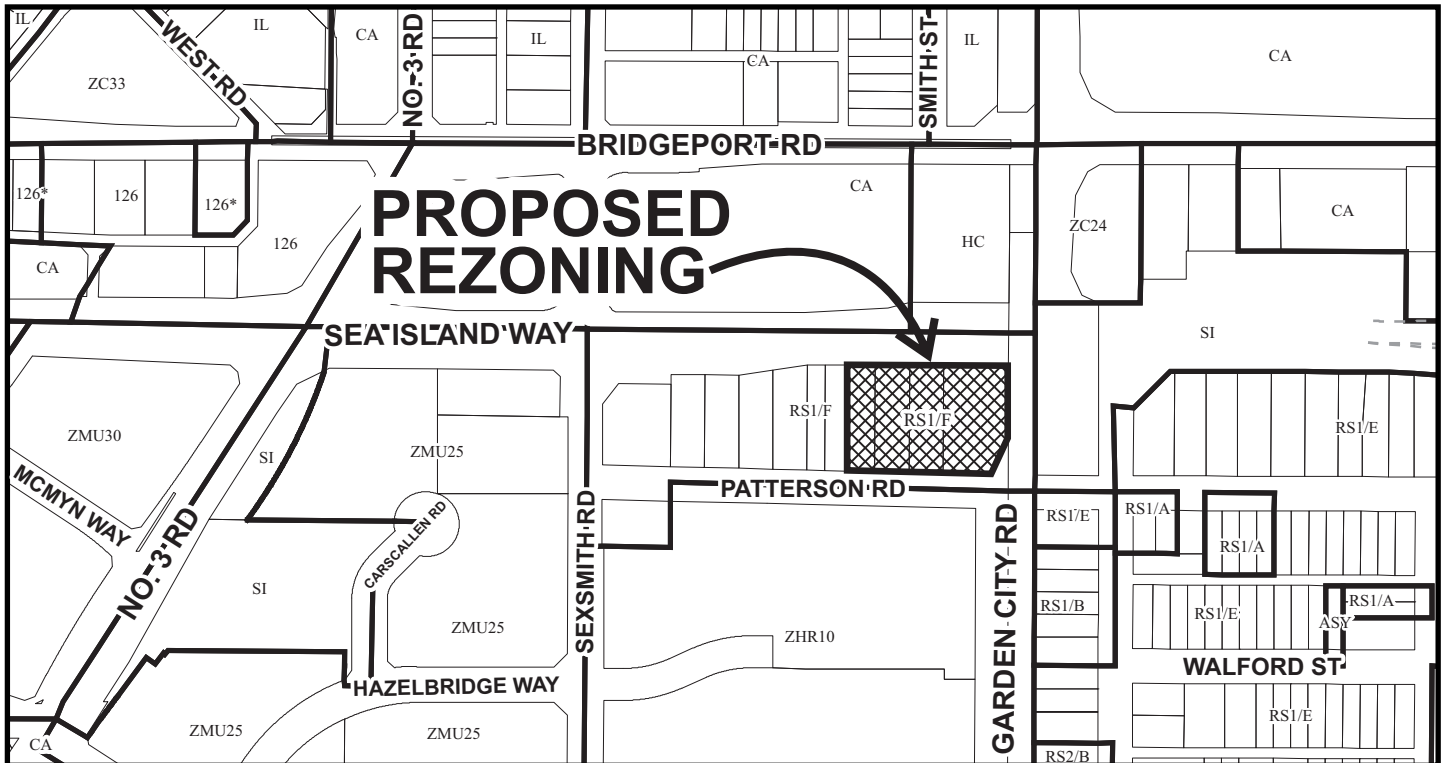 IL
WEST RD
IL
CA
NO. 3 RD
IL
CA
SMITH ST
IL
CA
ZC33
BRIDGEPORT RD
126*
126
126*
126
CA
PROPOSED
REZONING
CA
HC
ZC24
CA
SEA ISLAND WAY
SI
ZMU30
SI
ZMU25
RS1/F
RS1/F
RS1/E
MCMYN WAY
NO. 3 RD
CARSCALLEN RD
SEXSMITH RD
PATTERSON RD
GARDEN CITY RD
RS1/E
RS1/A
RS1/A
SI
ZMU25
ZHR10
RS1/B
RS1/E
RS1/A
ASY
WALFORD ST
HAZELBRIDGE WAY
ZMU25
ZMU25
RS1/E
CA
RS2/B